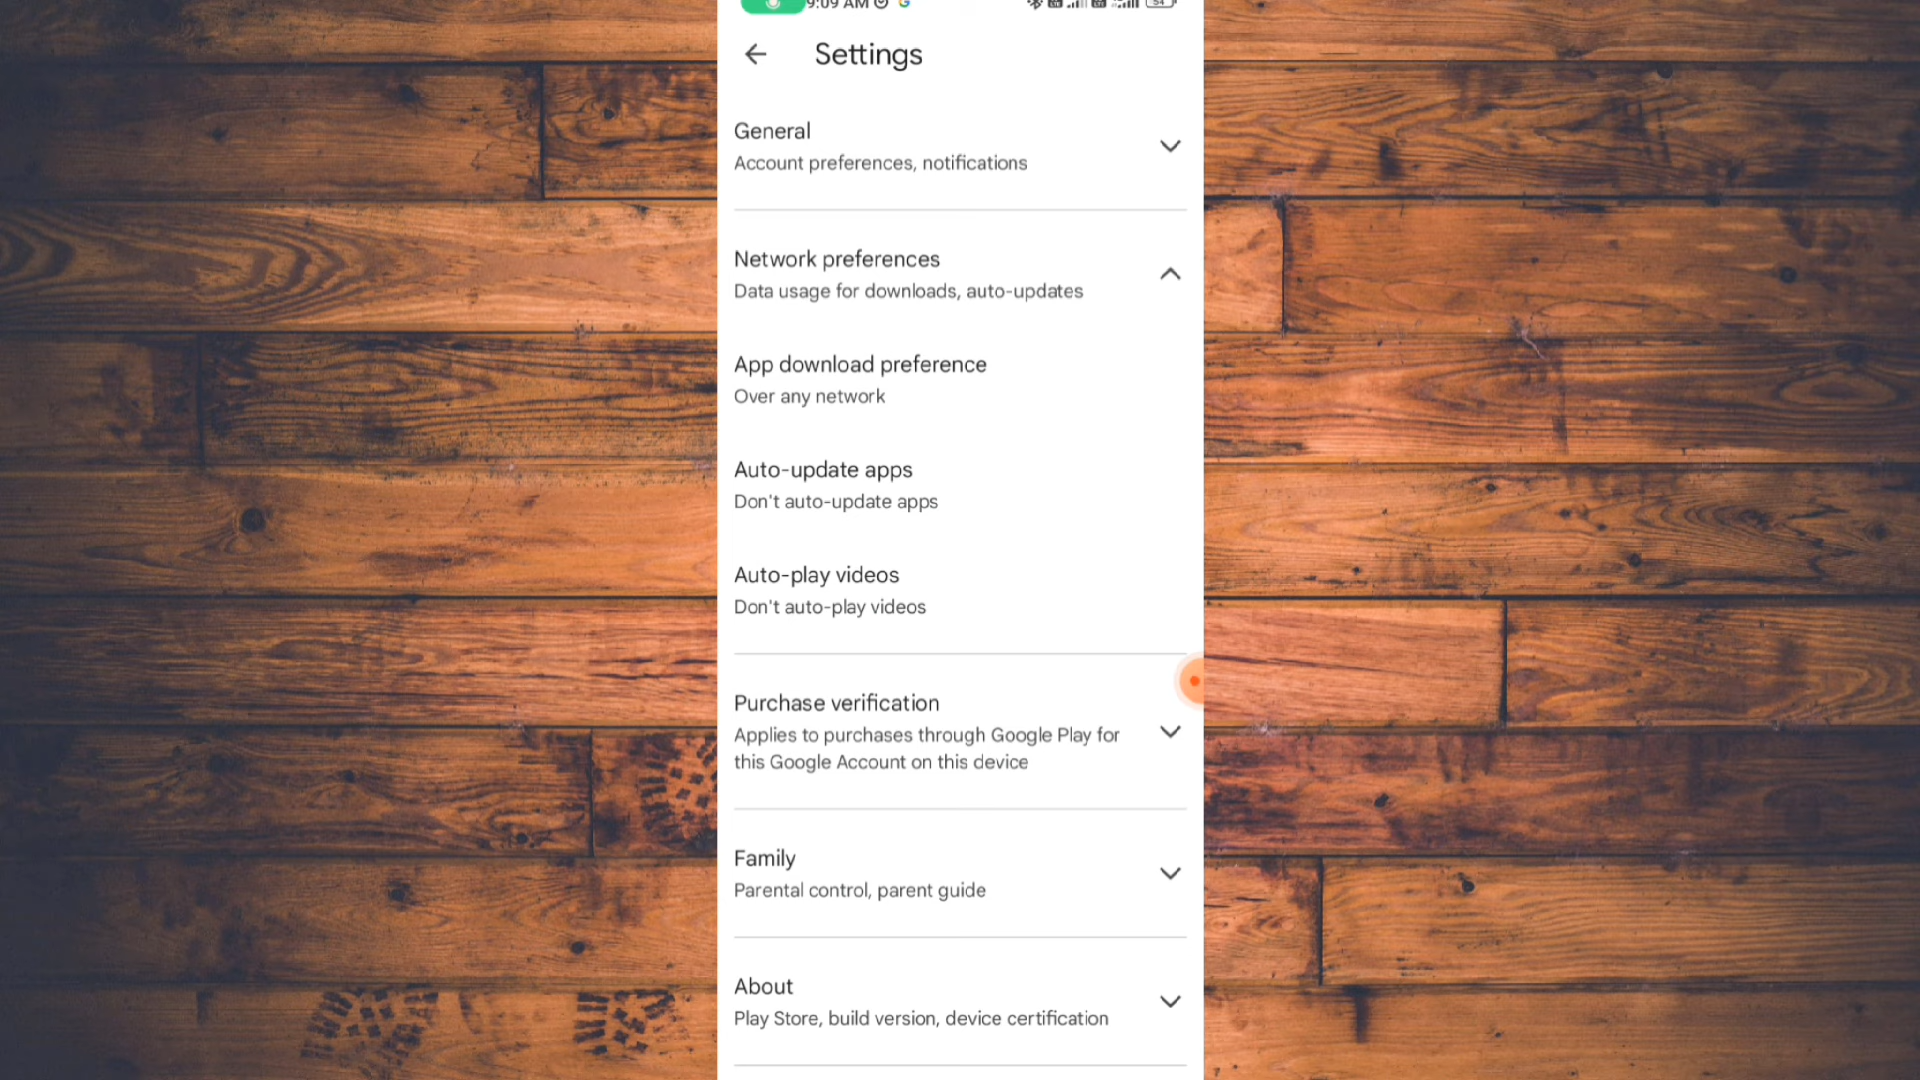 9:09 AM
Settings
General
Account preferences, notifications
Network preferences
Data usage for downloads, auto-updates
App download preference
Over any network
Auto-update apps
Don't auto-update apps
Auto-play videos
Don't auto-play videos
Purchase verification
Applies to purchases through Google Play for
this Google Account on this device
Family
Parental control, parent guide
About
Play Store, build version, device certification